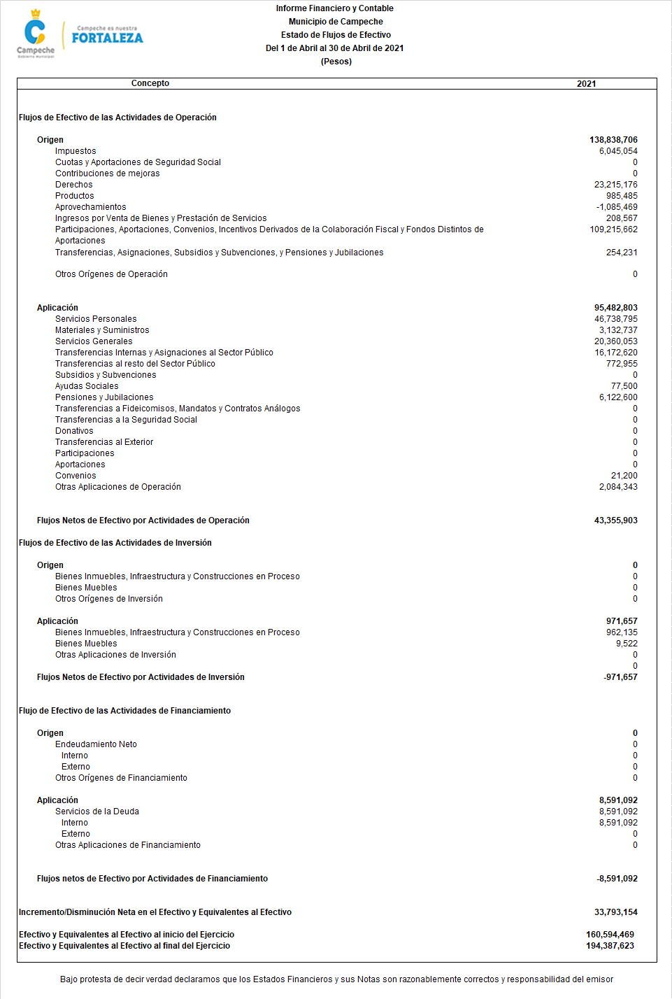 Informe Financiero y Contable
Municipio de Campeche
Estado de Flujos de Efectivo
Del 1 de Abril al 30 de Abril de 2021
(Pesos)
Campeche
Gobierno Municipal
Campeche es nuestra
FORTALEZA
Concepto 2021
Flujos de Efectivo de las Actividades de Operación
Origen 138,838,706
Impuestos 6,045,054
Cuotas y Aportaciones de Seguridad Social 0
Contribuciones de mejoras 0
Derechos 23,215,176
Productos 985,485
Aprovechamientos -1,085,469
Ingresos por Venta de Bienes y Prestación de Servicios 208,567
Participaciones, Aportaciones, Convenios, Incentivos Derivados de la Colaboración Fiscal y Fondos Distintos de 109,215,662
Aportaciones
Transferencias, Asignaciones, Subsidios y Subvenciones, y Pensiones y Jubilaciones 254,231
Otros Orígenes de Operación 0
Aplicación 95,482,803
Servicios Personales 46,738,795
Materiales y Suministros 3,132,737
Servicios Generales 20,360,053
Transferencias Internas y Asignaciones al Sector Público 16,172,620
Transferencias al resto del Sector Público 772,955
Subsidios y Subvenciones 0
Ayudas Sociales 77,500
Pensiones y Jubilaciones 6,122,600
Transferencias a Fideicomisos, Mandatos y Contratos Análogos 0
Transferencias a la Seguridad Social 0
Donativos 0
Transferencias al Exterior 0
Participaciones 0
Aportaciones 0
Convenios 21,200
Otras Aplicaciones de Operación 2,084,343
Flujos Netos de Efectivo por Actividades de Operación 43,355,903
Flujos de Efectivo de las Actividades de Inversión
Origen 0
Bienes Inmuebles, Infraestructura y Construcciones en Proceso 0
Bienes Muebles 0
Otros Orígenes de Inversión 0
Aplicación 971,657
Bienes Inmuebles, Infraestructura y Construcciones en Proceso 962,135
Bienes Muebles 9,522
Otras Aplicaciones de Inversión 0
0
Flujos Netos de Efectivo por Actividades de Inversión -971,657
Flujo de Efectivo de las Actividades de Financiamiento
Origen 0
Endeudamiento Neto 0
Interno 0
Externo 0
Otros Orígenes de Financiamiento 0
Aplicación 8,591,092
Servicios de la Deuda 8,591,092
Interno 8,591,092
Externo 0
Otras Aplicaciones de Financiamiento 0
Flujos netos de Efectivo por Actividades de Financiamiento -8,591,092
Incremento/Disminución Neta en el Efectivo y Equivalentes al Efectivo 33,793,154
Efectivo y Equivalentes al Efectivo al inicio del Ejercicio 160,594,469
Efectivo y Equivalentes al Efectivo al final del Ejercicio 194,387,623
Bajo protesta de decir verdad declaramos que los Estados Financieros y sus Notas son razonablemente correctos y responsabilidad del emisor